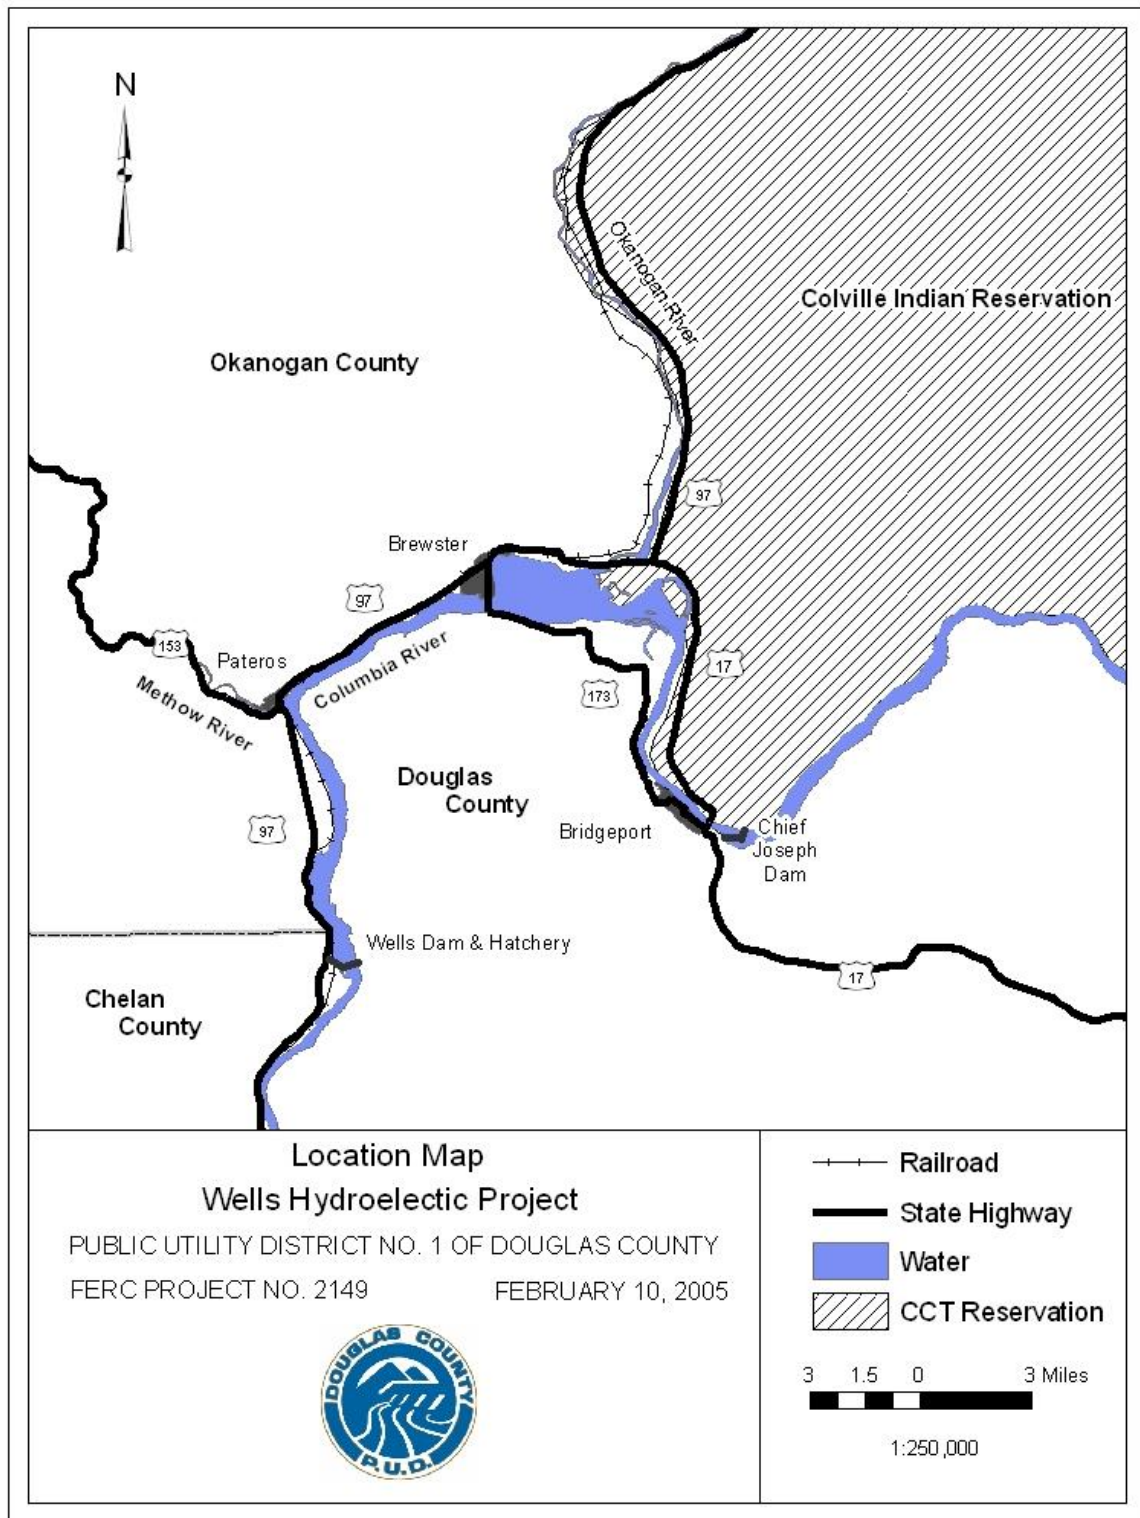 N
Okanogan River
Colville Indian Reservation
Okanogan County
97
Brewster
97
153
Pateros
Columbia River
Methow River
17
173
Douglas
County
97
Bridgeport
Chief
Joseph
Dam
Wells Dam & Hatchery
17
Chelan
County
Location Map
Wells Hydroelectic Project
PUBLIC UTILITY DISTRICT NO. 1 OF DOUGLAS COUNTY
FERC PROJECT NO. 2149 FEBRUARY 10, 2005
DOUGLAS COUNTY
P.U.D.
Railroad
State Highway
Water
CCT Reservation
3 1.5 0 3 Miles
1:250,000